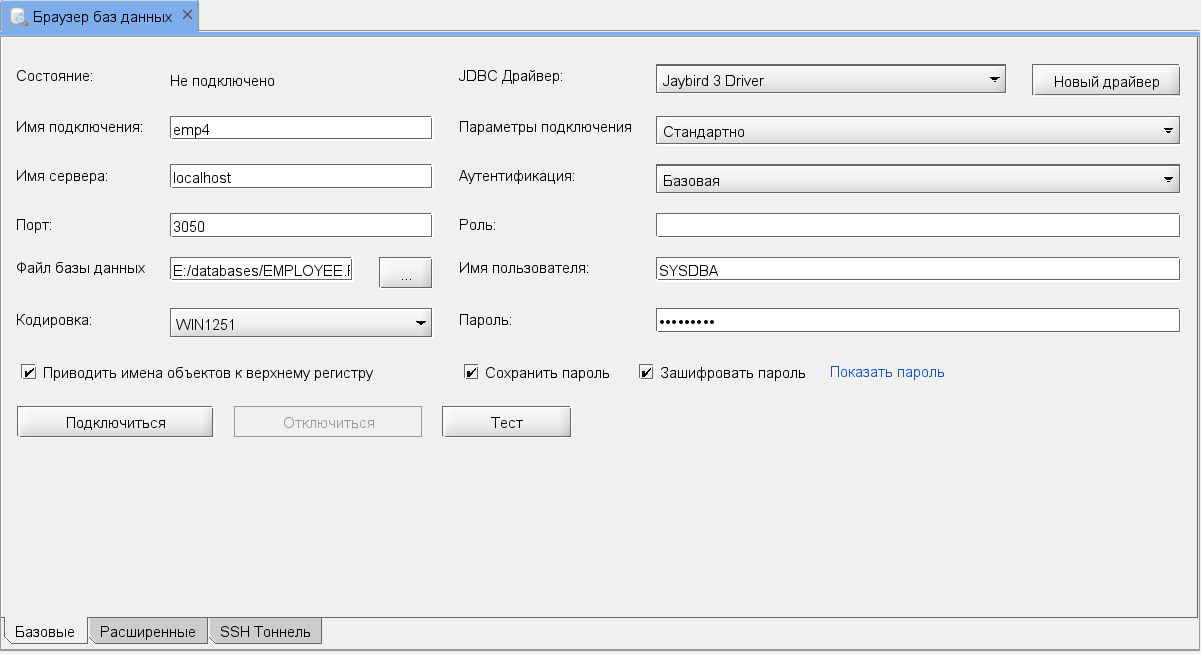 Браузер баз данных
Состояние: Не подключено JDBC Драйвер: Jaybird 3 Driver Новый драйвер
Имя подключения: emp4 Параметры подключения Стандартно
Имя сервера: localhost Аутентификация: Базовая
Порт: 3050 Роль:
Файл базы данных E:/databases/EMPLOYEE.F ... Имя пользователя: SYSDBA
Кодировка: WIN1251 Пароль: •••••••••
Приводить имена объектов к верхнему регистру Сохранить пароль Зашифровать пароль Показать пароль
Подключиться Отключиться Тест
Базовые Расширенные SSH Тоннель